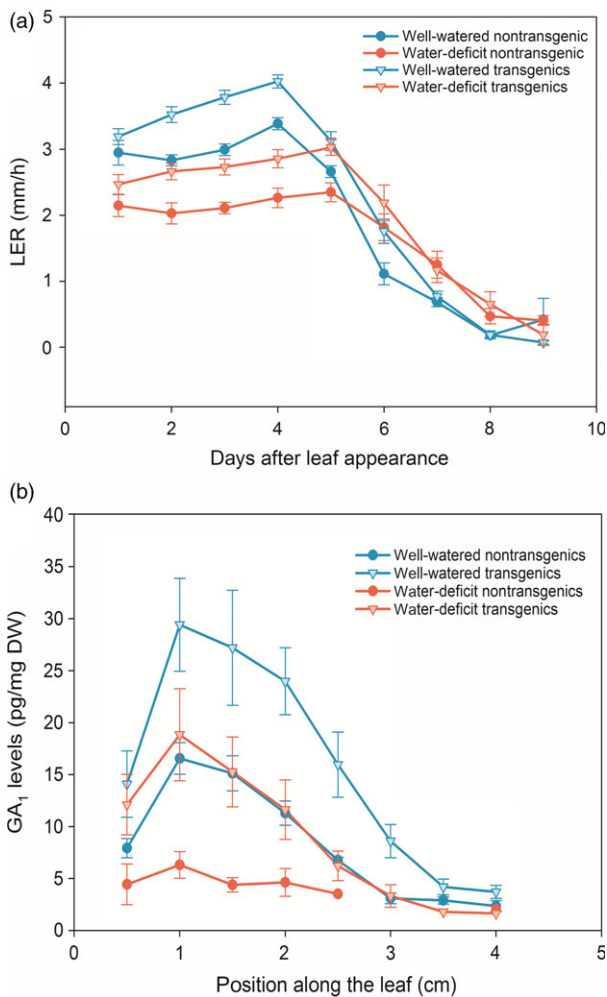 (a)
5
4
3
2
1
0
LER (mm/h)
Well-watered nontransgenic
Water-deficit nontransgenic
Well-watered transgenics
Water-deficit transgenics
0 2 4 6 8 10
Days after leaf appearance
(b)
40
35
30
25
20
15
10
5
0
GA₁ levels (pg/mg DW)
Well-watered nontransgenics
Well-watered transgenics
Water-deficit nontransgenics
Water-deficit transgenics
0 1 2 3 4 5
Position along the leaf (cm)